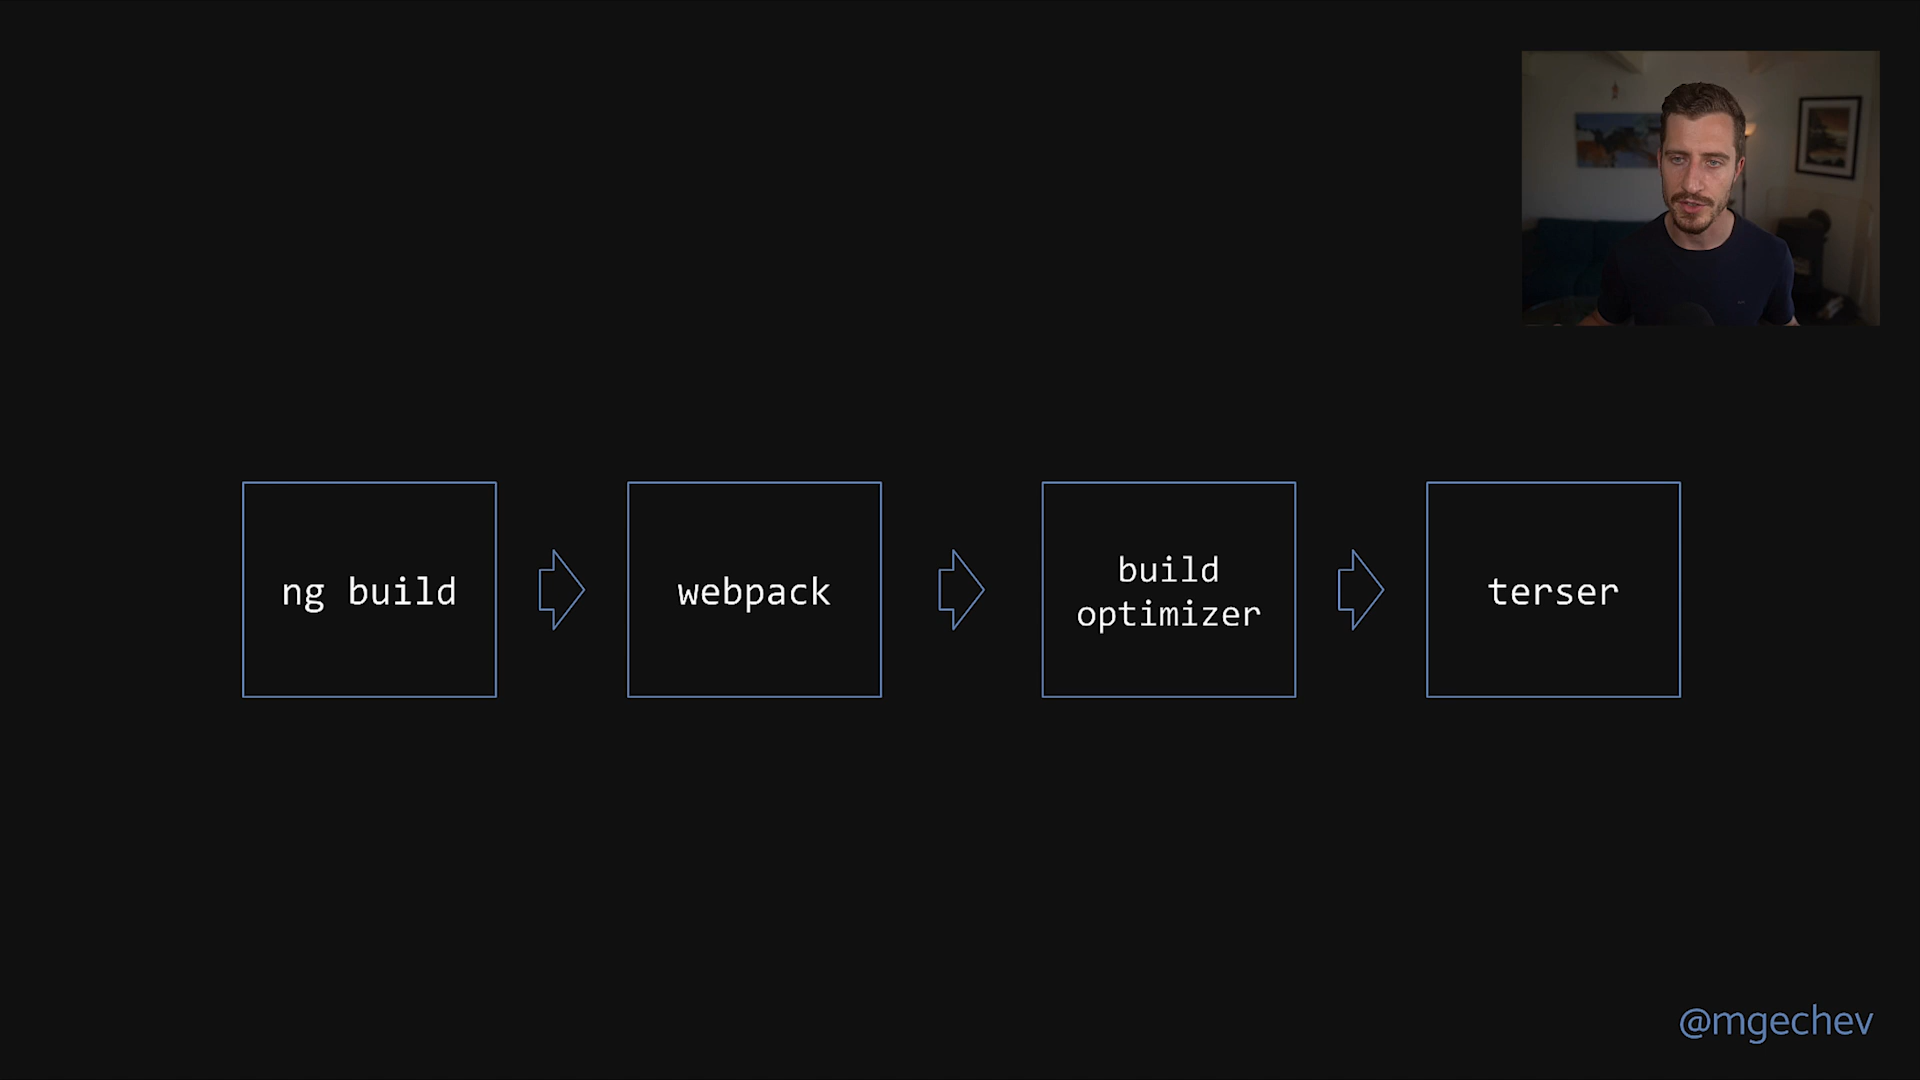 ng build
webpack
build
optimizer
terser
@mgechev